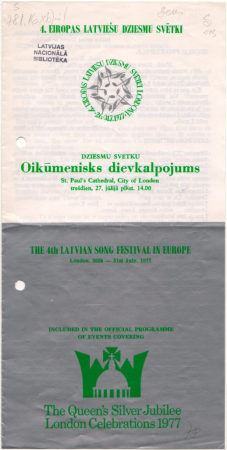 4. EIROPAS LATVIEŠU DZIESMU SVĒTKI
LATVIJAS
NACIONĀLĀ
BIBLIOTĒKA
DZIESMU SVĒTKU
Oikūmenisks dievkalpojums
St. Paul's Cathedral, City of London
trešdien, 27. jūlijā plkst. 14.00
THE 4th LATVIAN SONG FESTIVAL IN EUROPE
INCLUDED IN THE OFFICIAL PROGRAMME
OF EVENTS COVERING
The Queen's Silver Jubilee
London Celebrations 1977